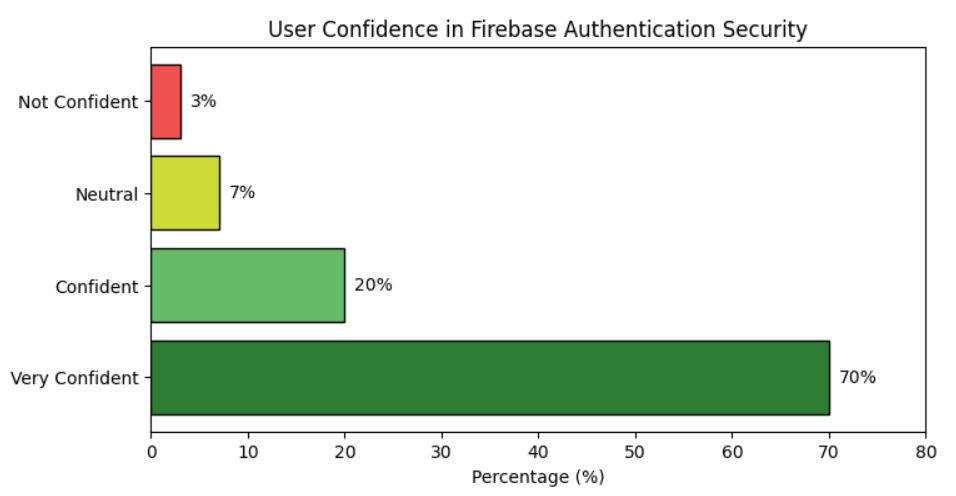 User Confidence in Firebase Authentication Security
Not Confident
3%
Neutral
7%
Confident
20%
Very Confident
70%
0 10 20 30 40 50 60 70 80
Percentage (%)